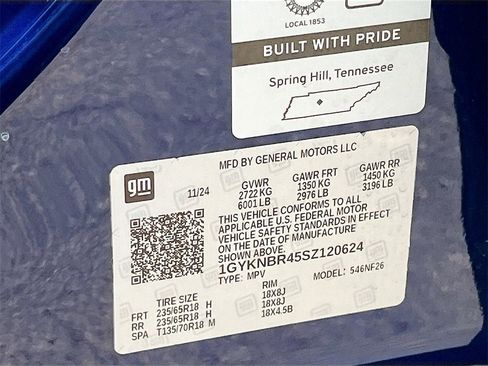 LOCAL 1853
BUILT WITH PRIDE
Spring Hill, Tennessee
MFD BY GENERAL MOTORS LLC
gm
11/24
GVWR GAWR FRT GAWR RR
2722 KG 1350 KG 1450 KG
6001 LB 2976 LB 3196 LB
THIS VEHICLE CONFORMS TO ALL
APPLICABLE U.S. FEDERAL MOTOR
VEHICLE SAFETY STANDARDS IN EFFECT
ON THE DATE OF MANUFACTURE
SHOWN ABOVE.
1GYKNBR45SZ120624
TYPE: MPV MODEL: 546NF26
TIRE SIZE RIM
FRT 235/65R18 H 18X8J
RR 235/65R18 H 18X8J
SPA T135/70R18 M 18X4.5B